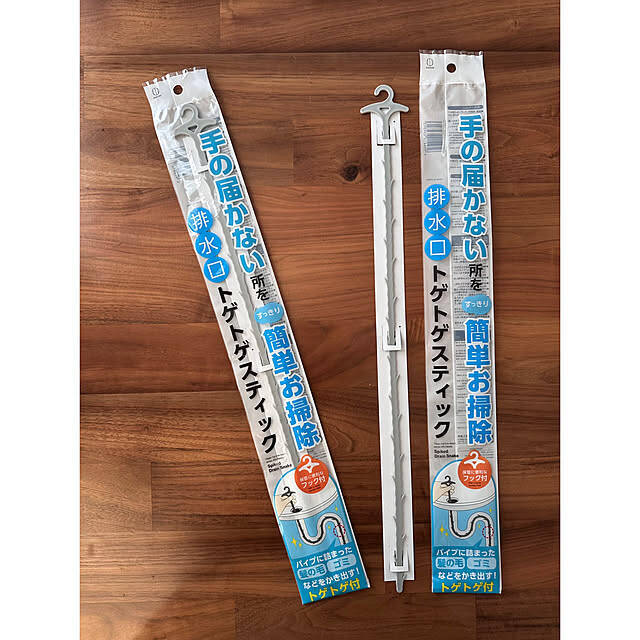 手の届かない
所を
すっきり
簡単お掃除
排水口
トゲトゲスティック
Spiked
Drain Snake
保管に便利な
フック付
パイプに詰まった
髪の毛 ゴミ
などをかき出す!
トゲトゲ付
手の届かない
所を
すっきり
簡単お掃除
排水口
トゲトゲスティック
Spiked
Drain Snake
保管に便利な
フック付
パイプに詰まった
髪の毛 ゴミ
などをかき出す!
トゲトゲ付